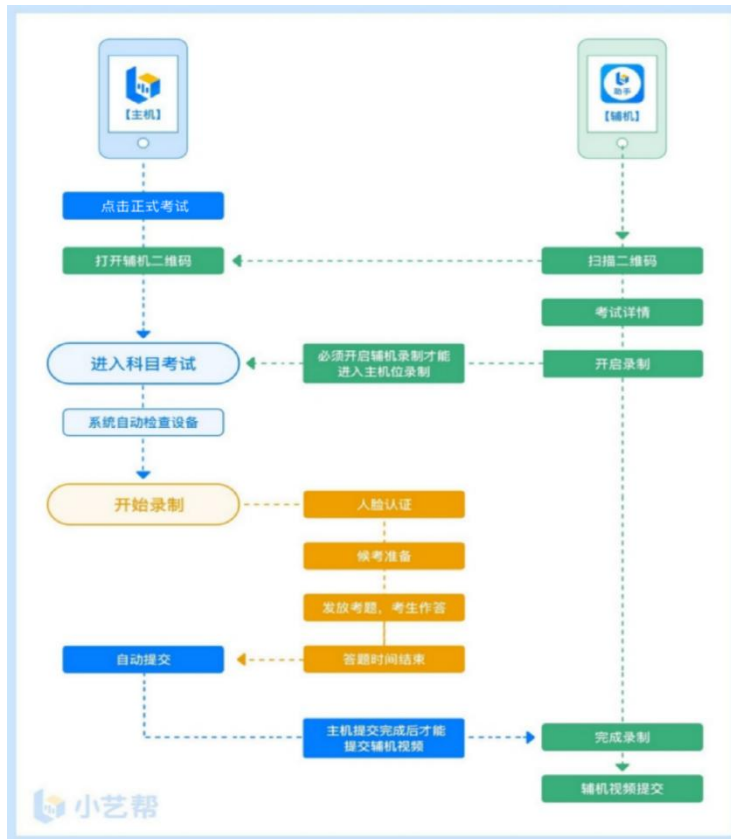 【主机】
助手
【辅机】
点击正式考试
打开辅机二维码
扫描二维码
考试详情
进入科目考试
必须开启辅机录制才能
进入主机位录制
开启录制
系统自动检查设备
开始录制
人脸认证
候考准备
发放考题，考生作答
自动提交
答题时间结束
主机提交完成后才能
提交辅机视频
完成录制
辅机视频提交
小艺帮